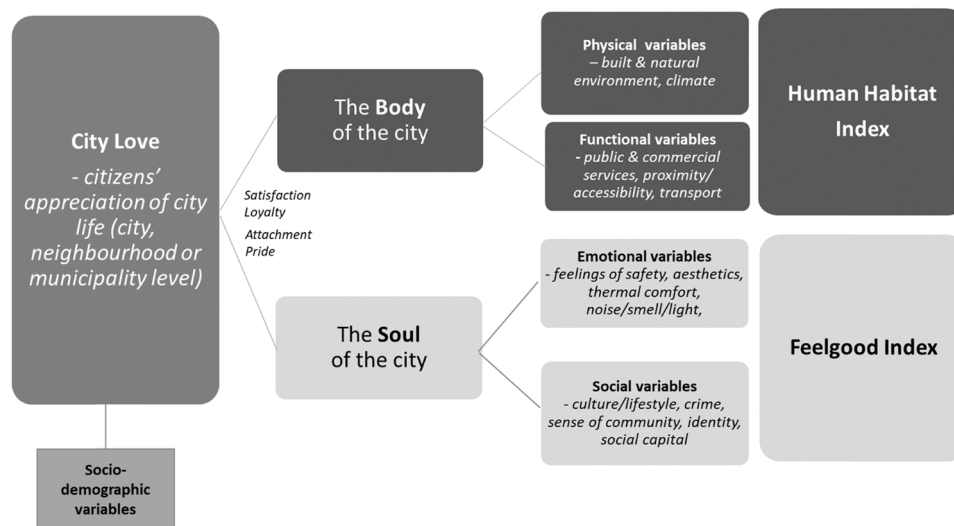 City Love
- citizens'
appreciation of city
life (city,
neighbourhood or
municipality level)
Socio-
demographic
variables
Satisfaction
Loyalty
Attachment
Pride
The Body
of the city
The Soul
of the city
Physical variables
– built & natural
environment, climate
Functional variables
- public & commercial
services, proximity/
accessibility, transport
Emotional variables
- feelings of safety, aesthetics,
thermal comfort,
noise/smell/light,
Social variables
- culture/lifestyle, crime,
sense of community, identity,
social capital
Human Habitat
Index
Feelgood Index